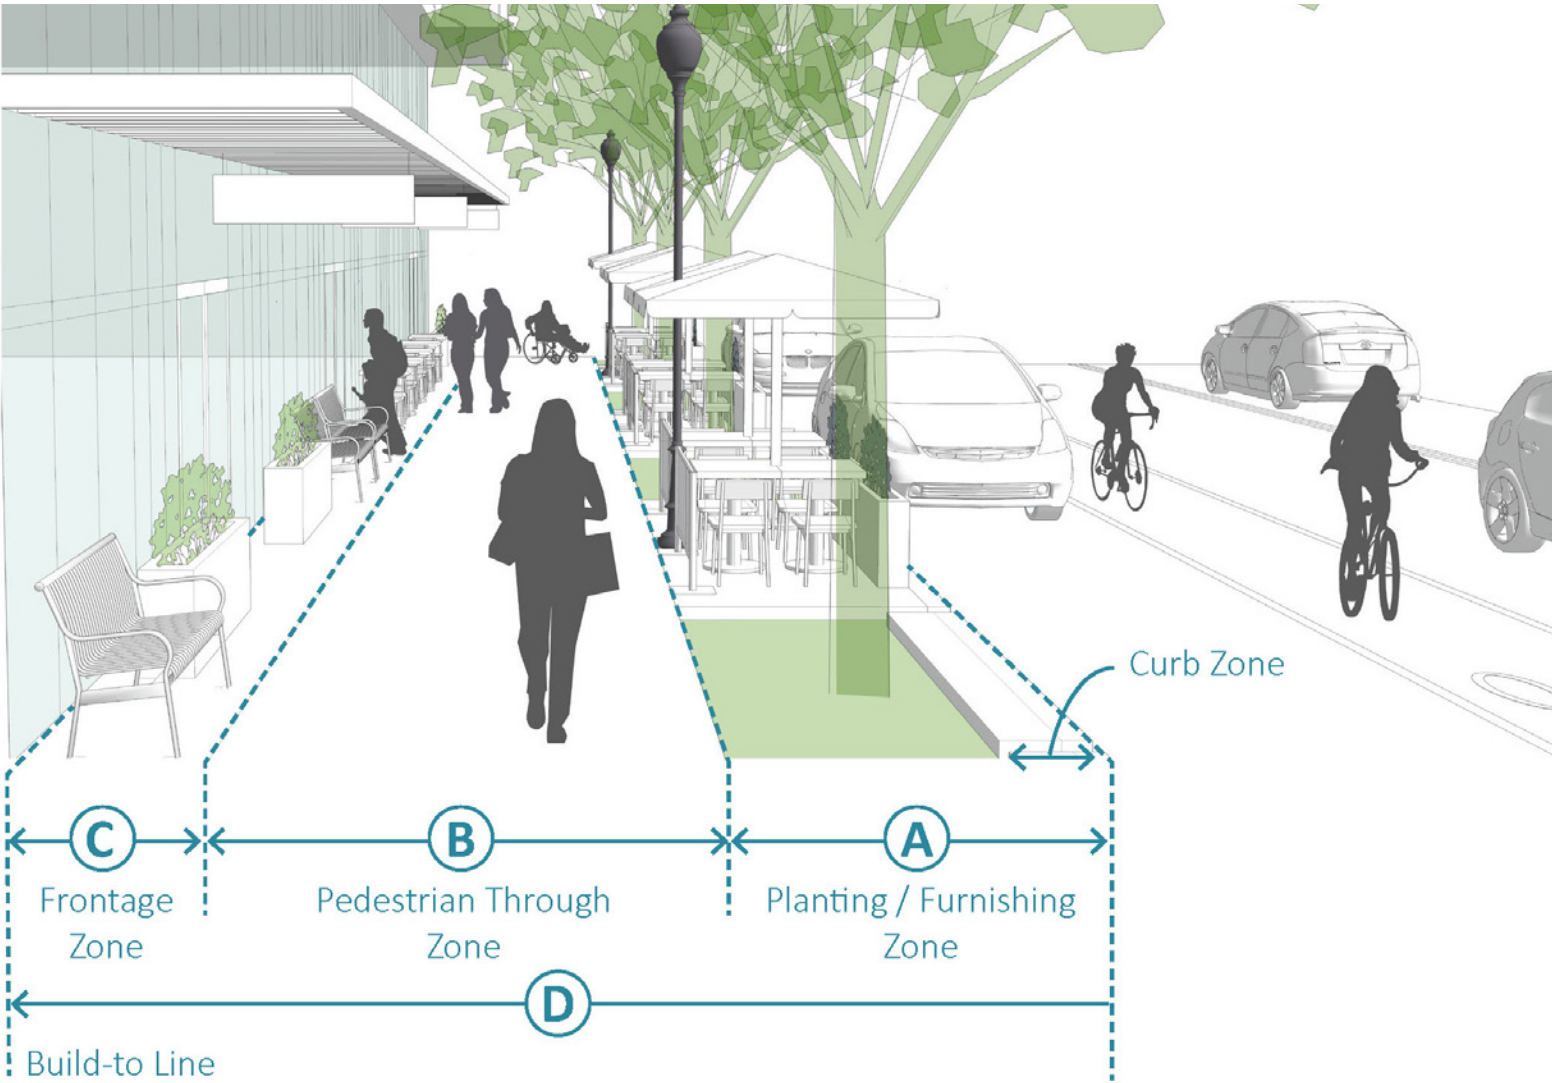 Curb Zone
C
B
A
Frontage
Zone
Pedestrian Through
Zone
Planting / Furnishing
Zone
D
Build-to Line